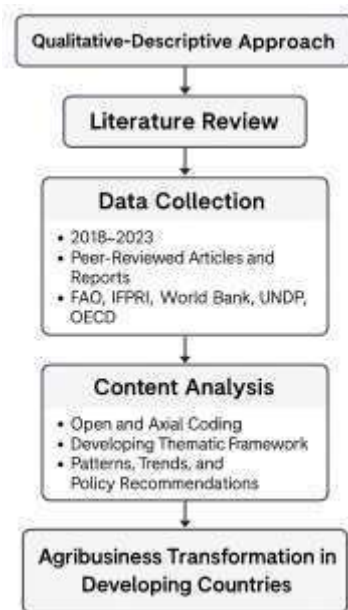 Qualitative-Descriptive Approach
Literature Review
Data Collection
• 2018–2023
• Peer-Reviewed Articles and
Reports
• FAO, IFPRI, World Bank, UNDP,
OECD
Content Analysis
• Open and Axial Coding
• Developing Thematic Framework
• Patterns, Trends, and
Policy Recommendations
Agribusiness Transformation in
Developing Countries